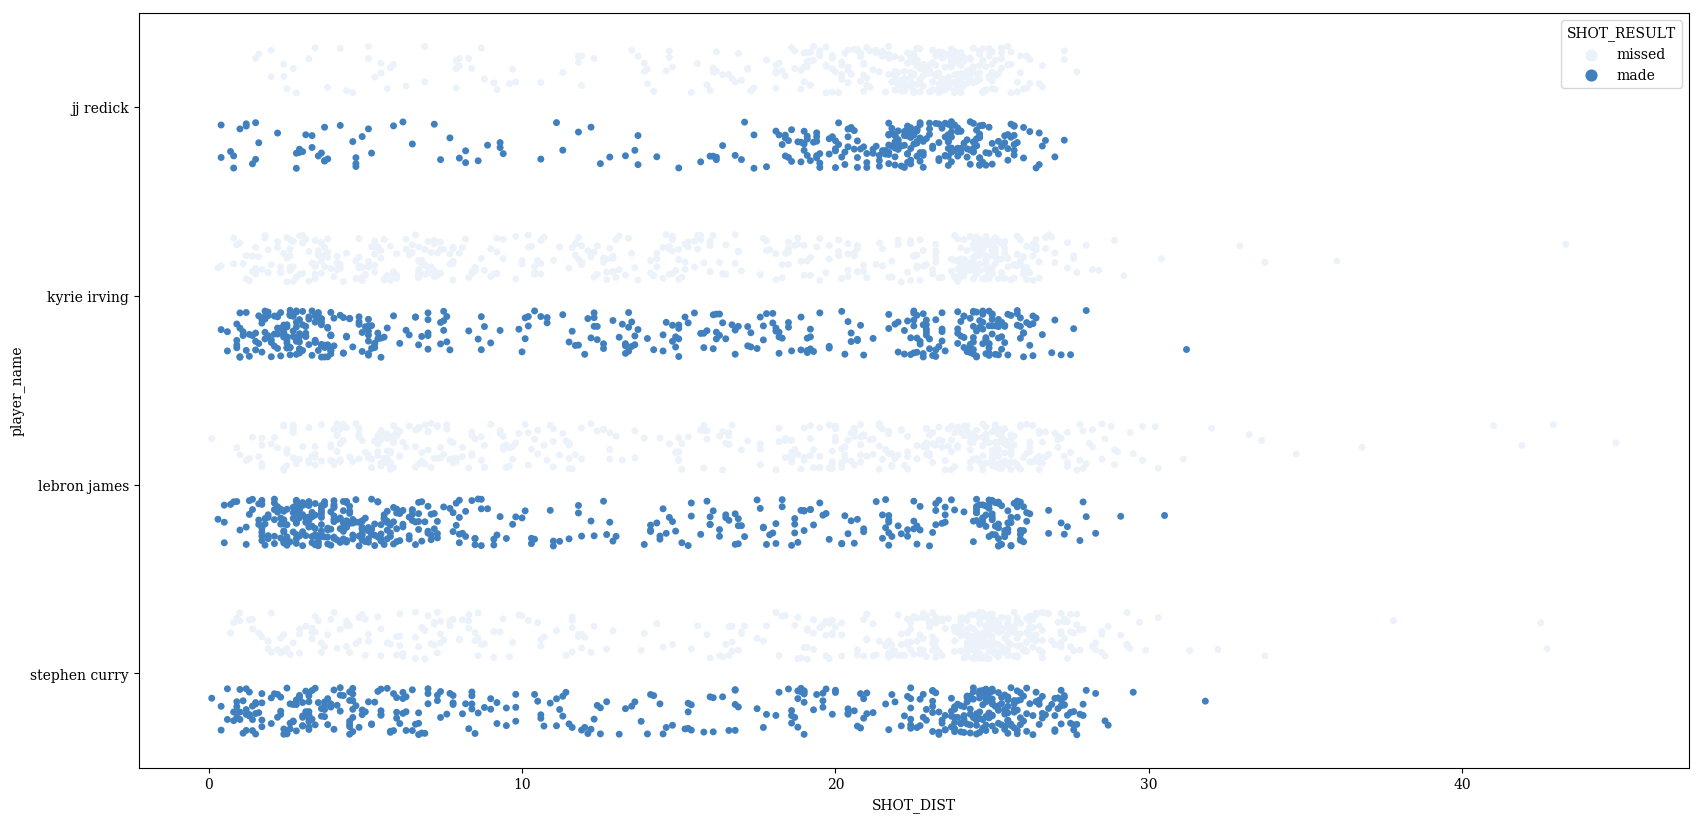 SHOT_RESULT
missed
made
jj redick
kyrie irving
lebron james
stephen curry
player_name
0 10 20 30 40
SHOT_DIST